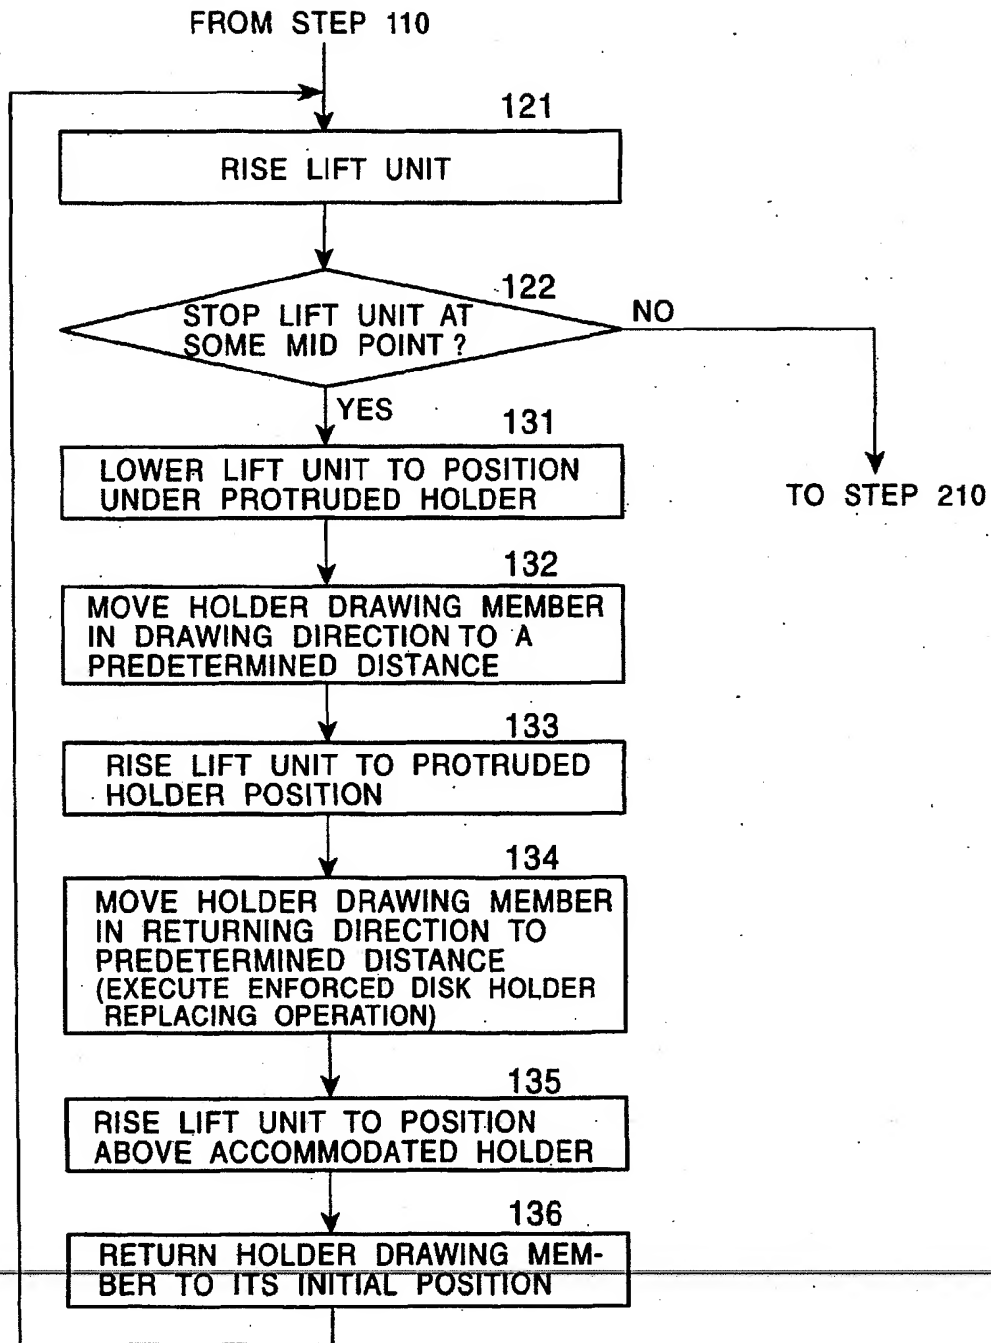 FROM STEP 110
121
RISE LIFT UNIT
122
STOP LIFT UNIT AT
SOME MID POINT ?
NO
YES
TO STEP 210
131
LOWER LIFT UNIT TO POSITION
UNDER PROTRUDED HOLDER
132
MOVE HOLDER DRAWING MEMBER
IN DRAWING DIRECTION TO A
PREDETERMINED DISTANCE
133
RISE LIFT UNIT TO PROTRUDED
HOLDER POSITION
134
MOVE HOLDER DRAWING MEMBER
IN RETURNING DIRECTION TO
PREDETERMINED DISTANCE
(EXECUTE ENFORCED DISK HOLDER
REPLACING OPERATION)
135
RISE LIFT UNIT TO POSITION
ABOVE ACCOMMODATED HOLDER
136
RETURN HOLDER DRAWING MEM-
BER TO ITS INITIAL POSITION